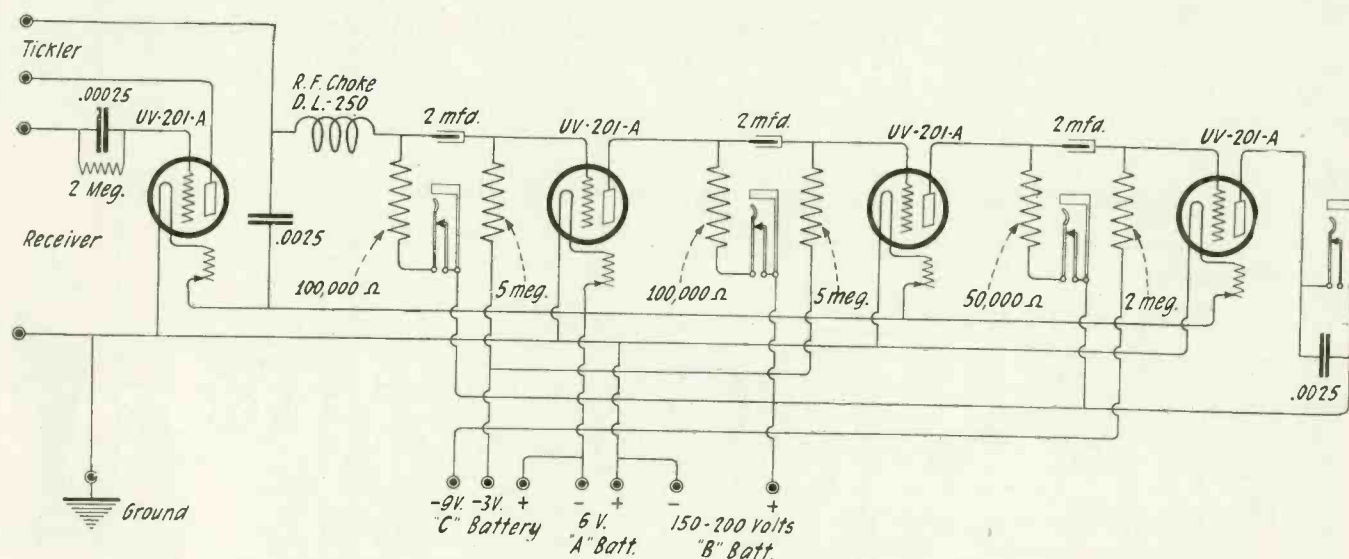 Tickler
.00025
UV-201-A
2 Meg.
Receiver
.0025
R.F. Choke
D.L.-250
2 mfd.
UV-201-A
2 mfd.
UV-201-A
2 mfd.
UV-201-A
100,000 Ω
5 meg.
100,000 Ω
5 meg.
50,000 Ω
2 meg.
.0025
Ground
-9V. -3V. + - + - +
"C" Battery
6 V.
"A" Batt.
150-200 Volts
"B" Batt.